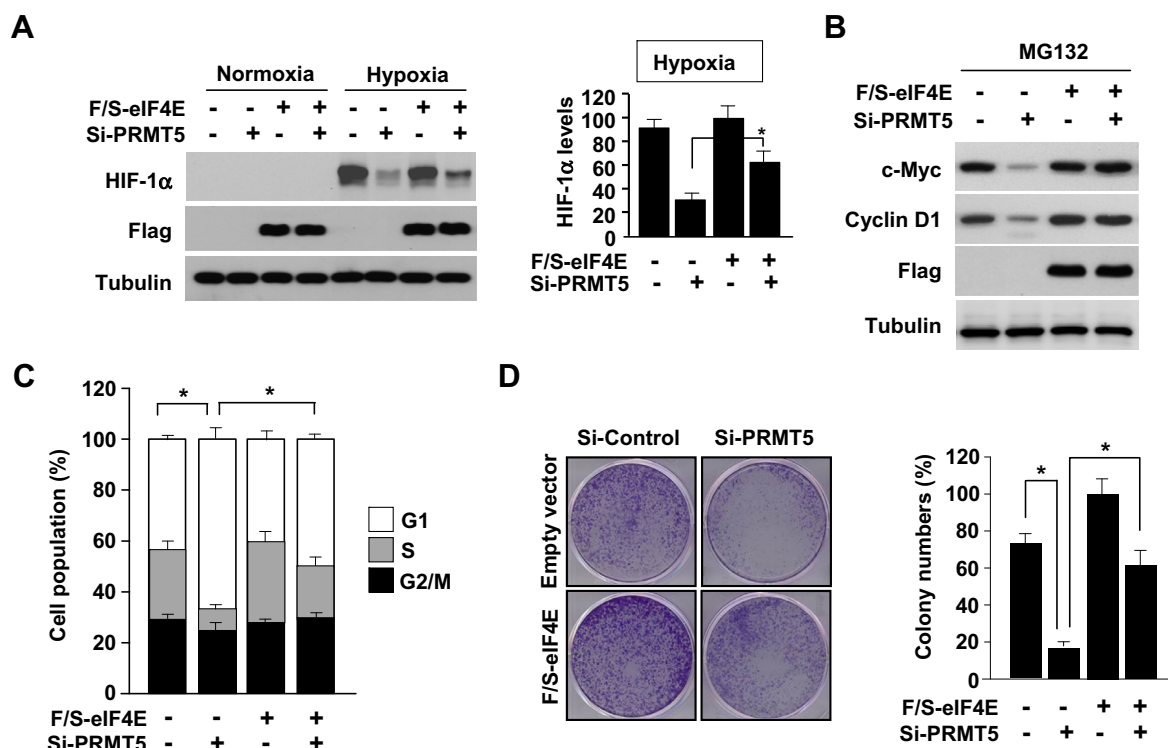 A
Normoxia Hypoxia
F/S-eIF4E - - + + - - + +
Si-PRMT5 - + - + - + - +
HIF-1α
Flag
Tubulin
Hypoxia
HIF-1α levels
120
100
80
60
40
20
0
*
F/S-eIF4E - - + +
Si-PRMT5 - + - +
B
MG132
F/S-eIF4E - - + +
Si-PRMT5 - + - +
c-Myc
Cyclin D1
Flag
Tubulin
C
Cell population (%)
120
100
80
60
40
20
0
* *
G1
S
G2/M
F/S-eIF4E - - + +
Si-PRMT5 - + - +
D
Si-Control Si-PRMT5
Empty vector
F/S-eIF4E
Colony numbers (%)
120
100
80
60
40
20
0
* *
F/S-eIF4E - - + +
Si-PRMT5 - + - +